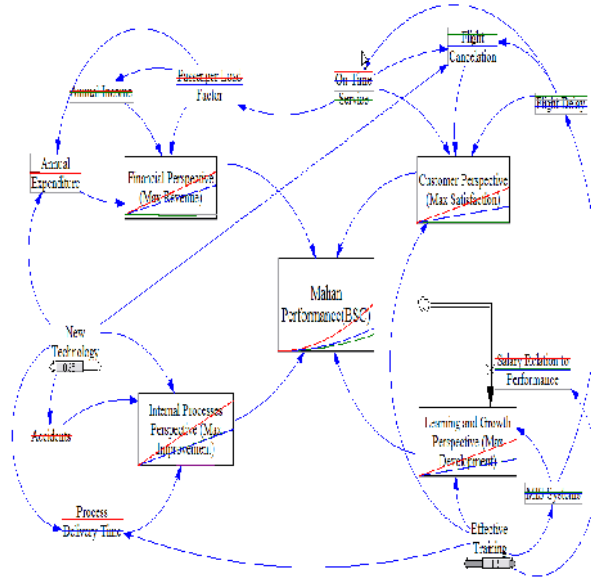 Flight
Cancelation
Passenger Load
Factor
On Time
Service
Annual Income
Flight Delay
Annual
Expenditure
Financial Perspective
(Max Revenue)
Customer Perspective
(Max Satisfaction)
Mahan
Performance(BSC)
New
Technology
Salary Relation to
Performance
Accidents
Internal Processes
Perspective (Max
Improvement)
Learning and Growth
Perspective (Max
Development)
MIS Systems
Process
Delivery Time
Effective
Training